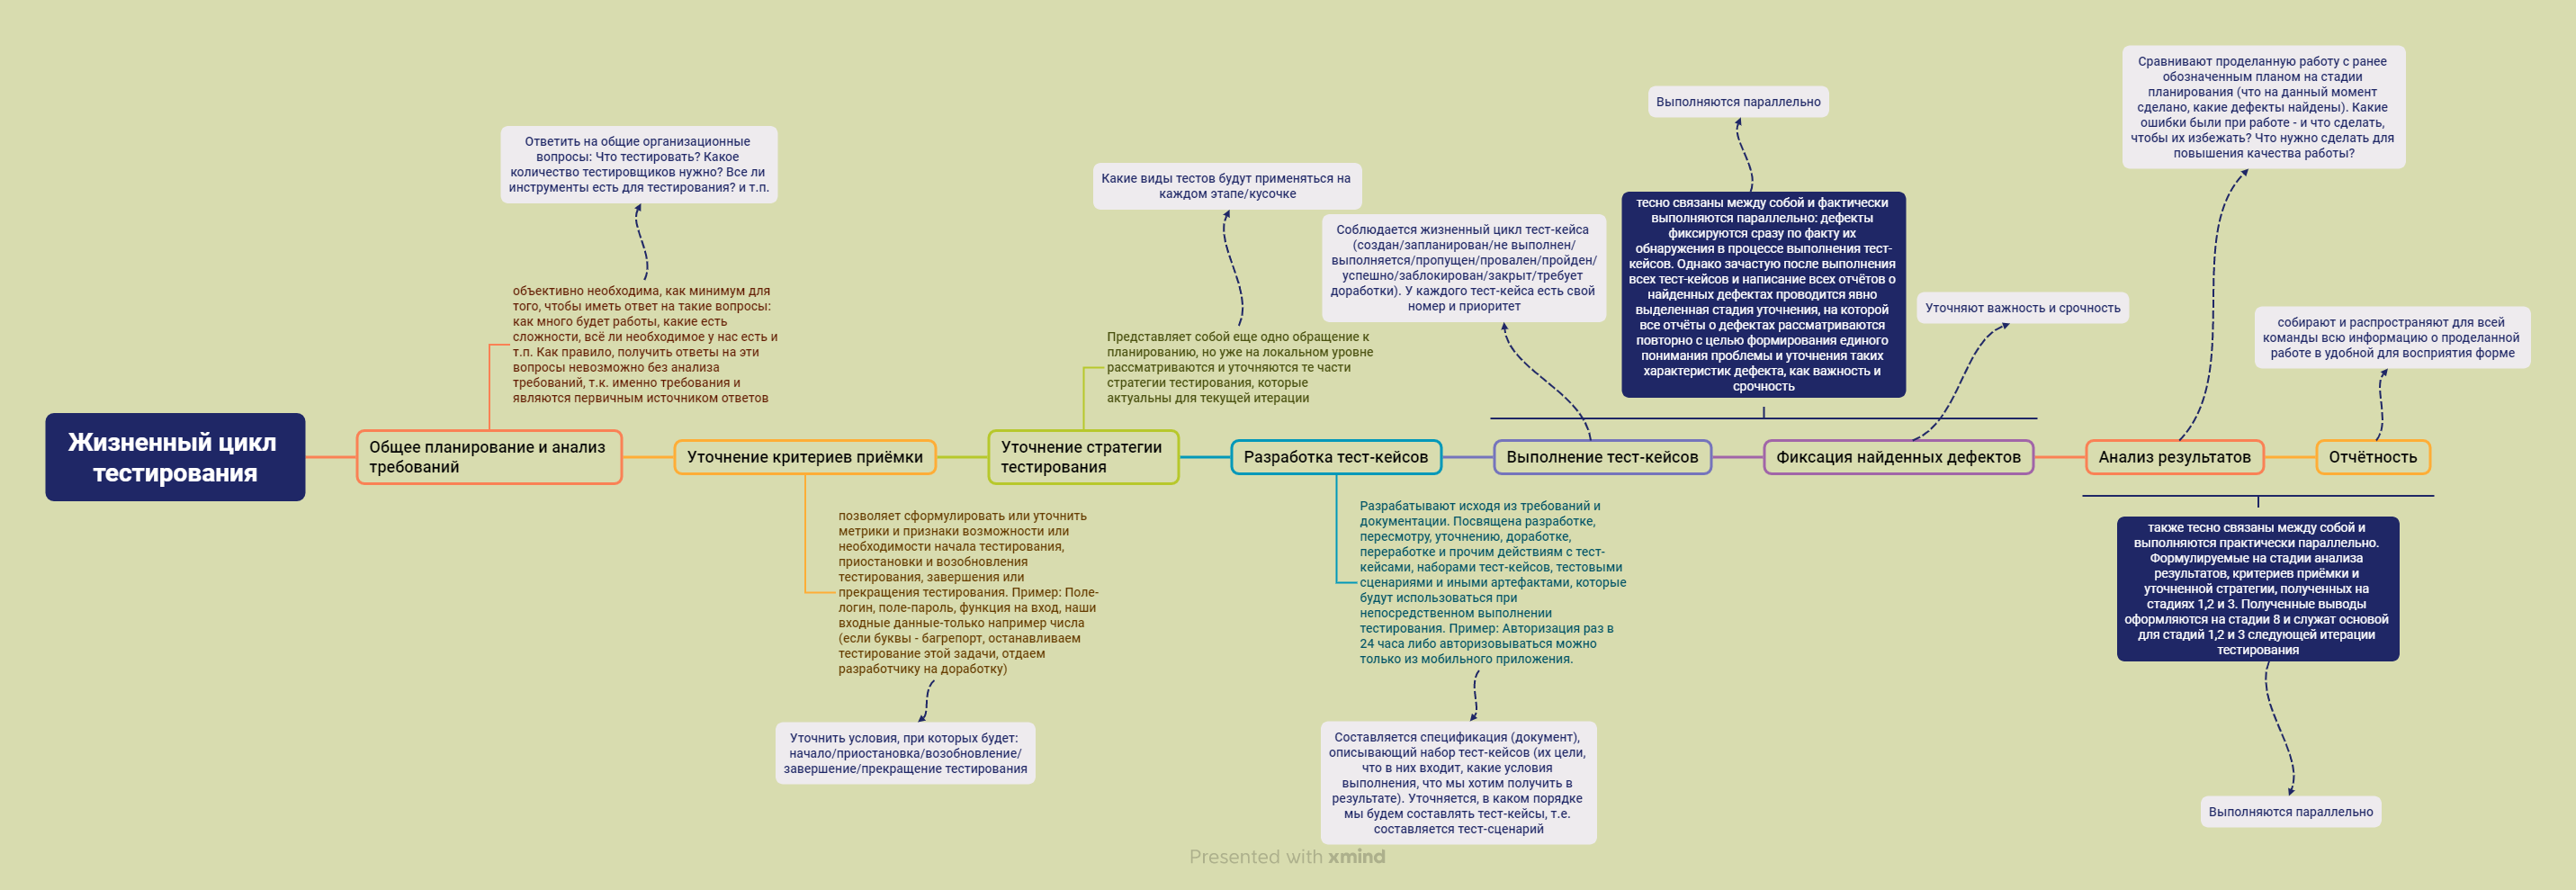 Жизненный цикл
тестирования
Общее планирование и анализ
требований
объективно необходима, как минимум для
того, чтобы иметь ответ на такие вопросы:
как много будет работы, какие есть
сложности, всё ли необходимое у нас есть и
т.п. Как правило, получить ответы на эти
вопросы невозможно без анализа
требований, т.к. именно требования и
являются первичным источником ответов
Ответить на общие организационные
вопросы: Что тестировать? Какое
количество тестировщиков нужно? Все ли
инструменты есть для тестирования? и т.п.
Уточнение критериев приёмки
позволяет сформулировать или уточнить
метрики и признаки возможности или
необходимости начала тестирования,
приостановки и возобновления
тестирования, завершения или
прекращения тестирования. Пример: Поле-
логин, поле-пароль, функция на вход, наши
входные данные-только например числа
(если буквы - багрепорт, останавливаем
тестирование этой задачи, отдаем
разработчику на доработку)
Уточнить условия, при которых будет:
начало/приостановка/возобновление/
завершение/прекращение тестирования
Уточнение стратегии
тестирования
Представляет собой еще одно обращение к
планированию, но уже на локальном уровне
рассматриваются и уточняются те части
стратегии тестирования, которые
актуальны для текущей итерации
Какие виды тестов будут применяться на
каждом этапе/кусочке
Разработка тест-кейсов
Разрабатывают исходя из требований и
документации. Посвящена разработке,
пересмотру, уточнению, доработке,
переработке и прочим действиям с тест-
кейсами, наборами тест-кейсов, тестовыми
сценариями и иными артефактами, которые
будут использоваться при
непосредственном выполнении
тестирования. Пример: Авторизация раз в
24 часа либо авторизовываться можно
только из мобильного приложения.
Составляется спецификация (документ),
описывающий набор тест-кейсов (их цели,
что в них входит, какие условия
выполнения, что мы хотим получить в
результате). Уточняется, в каком порядке
мы будем составлять тест-кейсы, т.е.
составляется тест-сценарий
Выполнение тест-кейсов
Соблюдается жизненный цикл тест-кейса
(создан/запланирован/не выполнен/
выполняется/пропущен/провален/пройден/
успешно/заблокирован/закрыт/требует
доработки). У каждого тест-кейса есть свой
номер и приоритет
Фиксация найденных дефектов
Уточняют важность и срочность
тесно связаны между собой и фактически
выполняются параллельно: дефекты
фиксируются сразу по факту их
обнаружения в процессе выполнения тест-
кейсов. Однако зачастую после выполнения
всех тест-кейсов и написание всех отчётов о
найденных дефектах проводится явно
выделенная стадия уточнения, на которой
все отчёты о дефектах рассматриваются
повторно с целью формирования единого
понимания проблемы и уточнения таких
характеристик дефекта, как важность и
срочность
Выполняются параллельно
Анализ результатов
Сравнивают проделанную работу с ранее
обозначенным планом на стадии
планирования (что на данный момент
сделано, какие дефекты найдены). Какие
ошибки были при работе - и что сделать,
чтобы их избежать? Что нужно сделать для
повышения качества работы?
Отчётность
собирают и распространяют для всей
команды всю информацию о проделанной
работе в удобной для восприятия форме
также тесно связаны между собой и
выполняются практически параллельно.
Формулируемые на стадии анализа
результатов, критериев приёмки и
уточненной стратегии, полученных на
стадиях 1,2 и 3. Полученные выводы
оформляются на стадии 8 и служат основой
для стадий 1,2 и 3 следующей итерации
тестирования
Выполняются параллельно
Presented with xmind